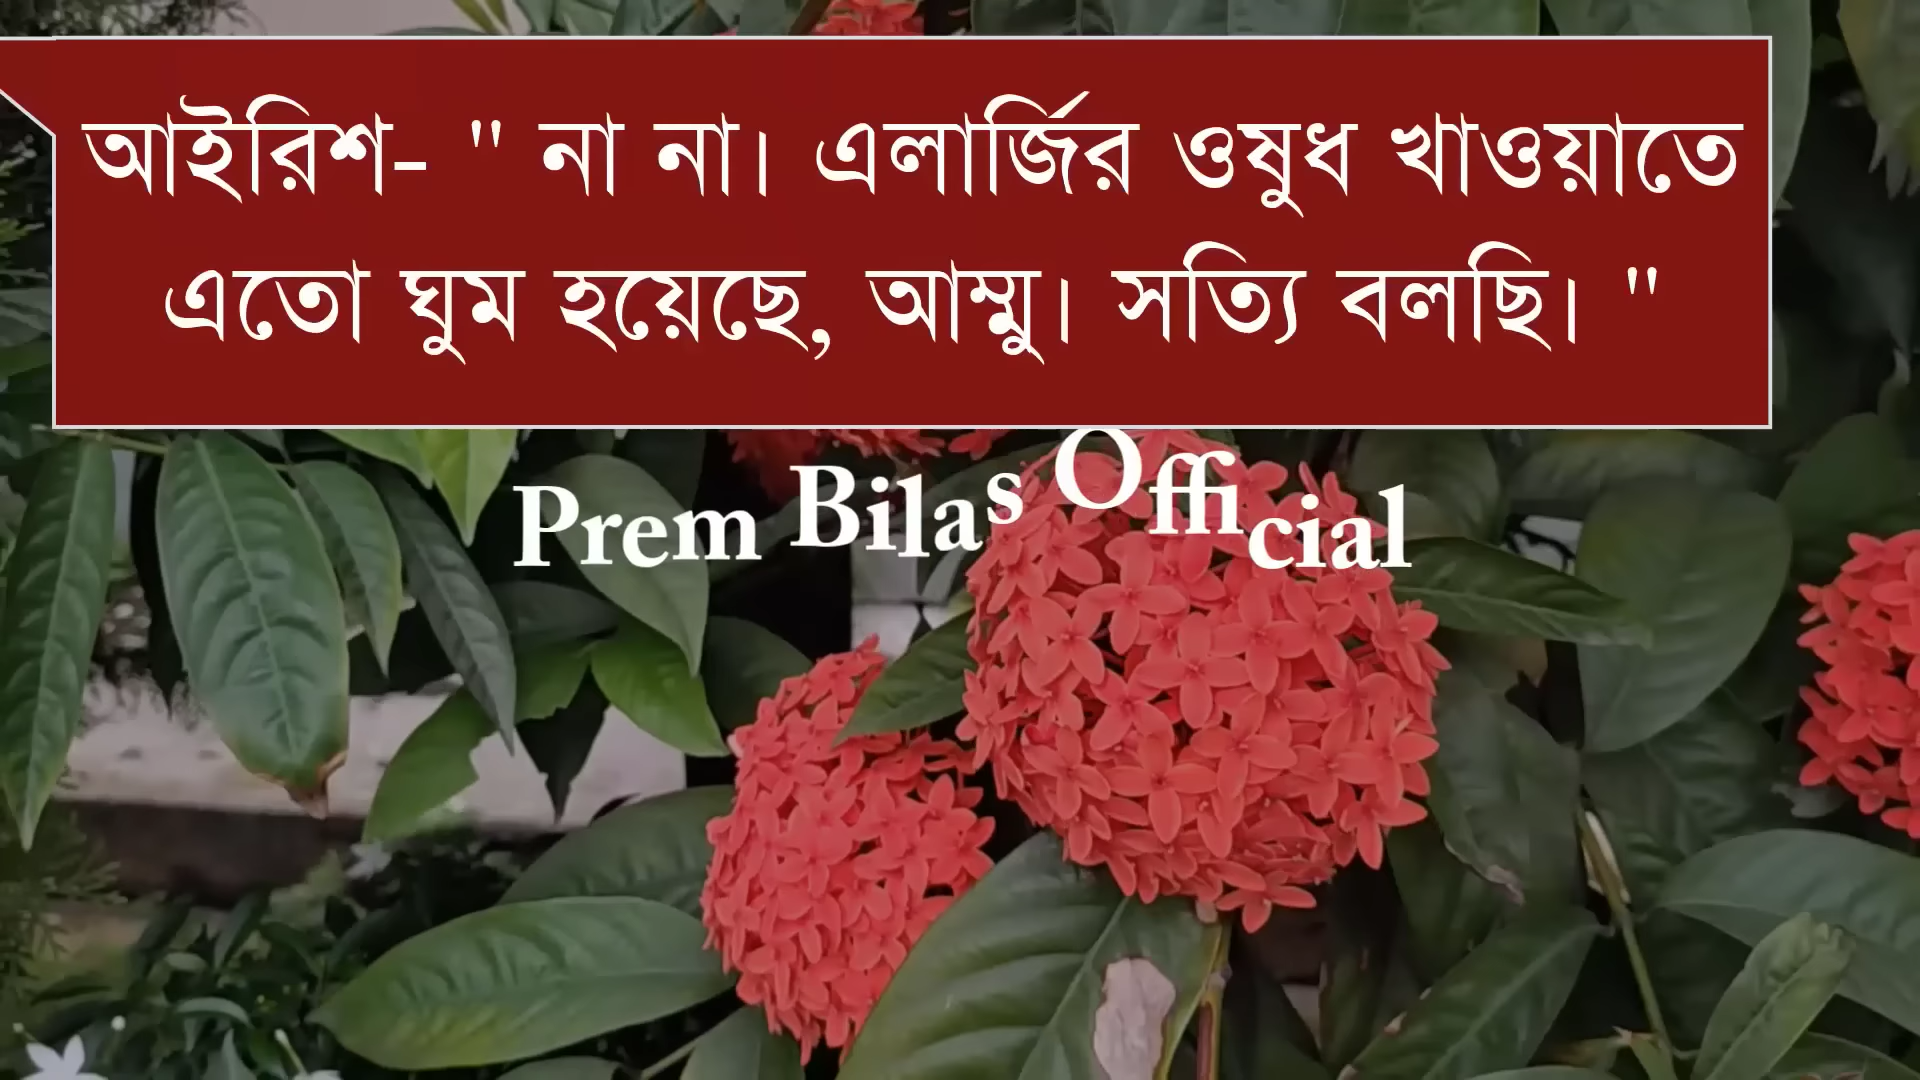 আইরিশ- " না না। এলার্জির ওষুধ খাওয়াতে
এতো ঘুম হয়েছে, আম্মু। সত্যি বলছি। "
Prem Bilas Official